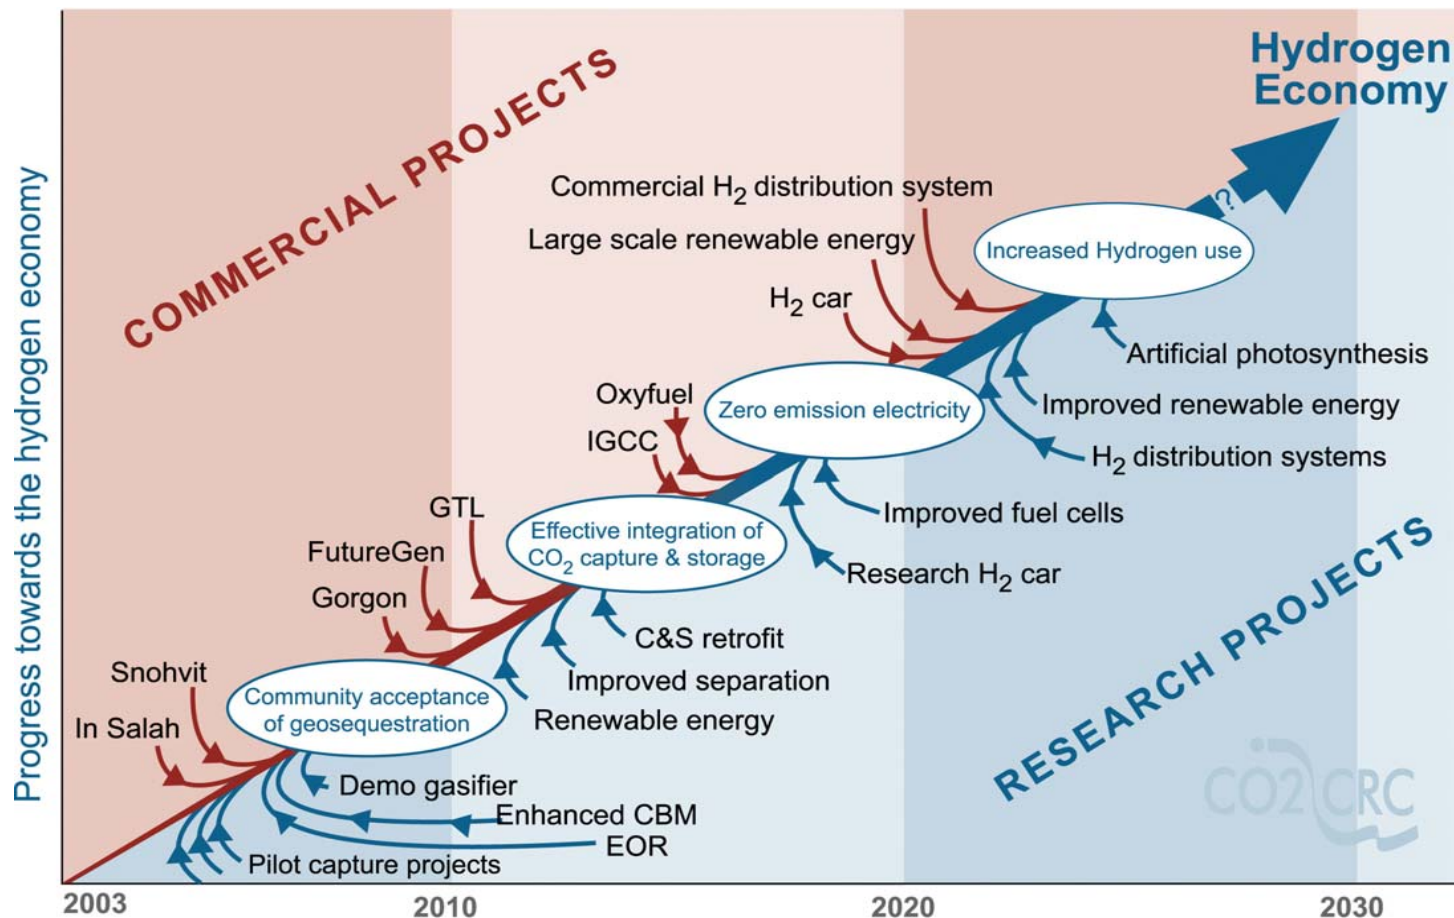 Hydrogen
Economy
COMMERCIAL PROJECTS
Progress towards the hydrogen economy
Commercial H2 distribution system
Large scale renewable energy
H2 car
?
Increased Hydrogen use
Artificial photosynthesis
Improved renewable energy
H2 distribution systems
Oxyfuel
IGCC
Zero emission electricity
Improved fuel cells
Research H2 car
GTL
FutureGen
Gorgon
Effective integration of
CO2 capture & storage
C&S retrofit
Improved separation
Renewable energy
Snohvit
In Salah
Community acceptance
of geosequestration
Demo gasifier
Enhanced CBM
EOR
Pilot capture projects
RESEARCH PROJECTS
CO2 CRC
2003
2010
2020
2030